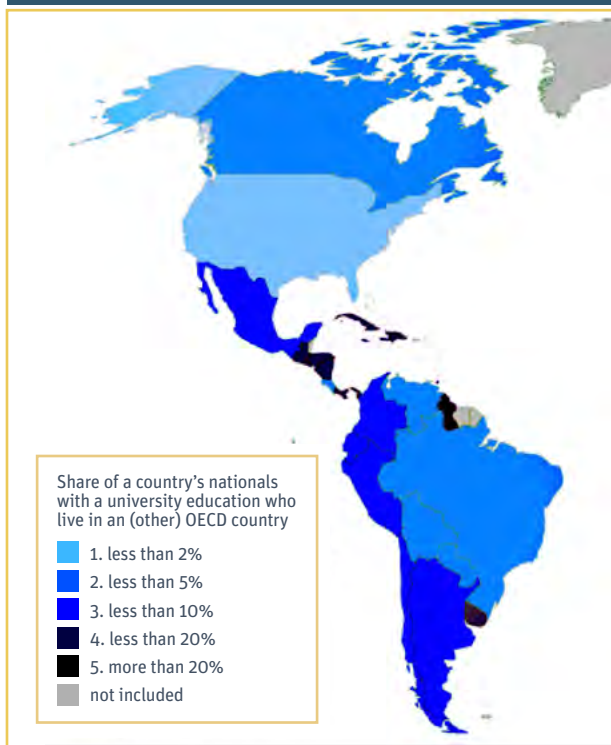 Share of a country's nationals
with a university education who
live in an (other) OECD country
1. less than 2%
2. less than 5%
3. less than 10%
4. less than 20%
5. more than 20%
not included